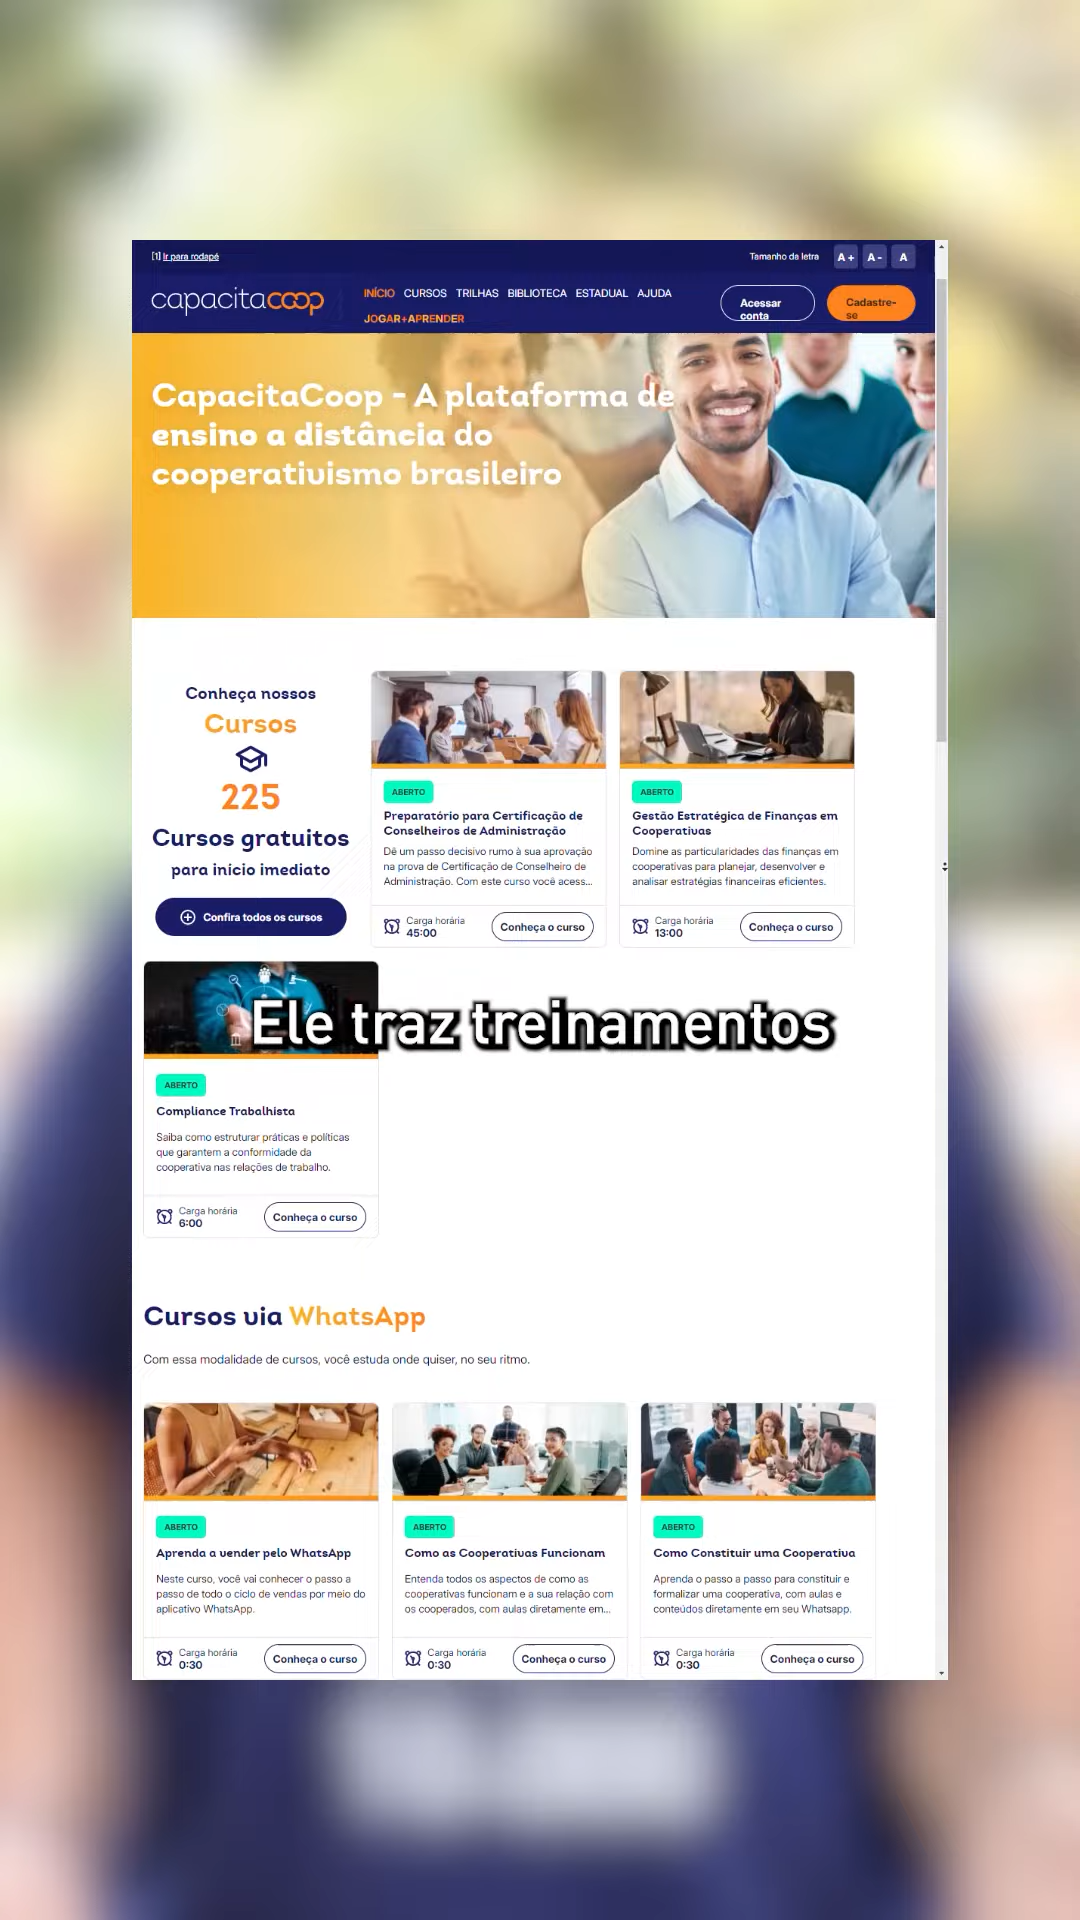 [1] Ir para rodapé
Tamanho da letra
A +
A -
A
capacitacoop
INÍCIO CURSOS TRILHAS BIBLIOTECA ESTADUAL AJUDA
JOGAR+APRENDER
Acessar
conta
Cadastre-
se
CapacitaCoop - A plataforma de
ensino a distância do
cooperativismo brasileiro
Conheça nossos
Cursos
225
Cursos gratuitos
para início imediato
Confira todos os cursos
ABERTO
Preparatório para Certificação de
Conselheiros de Administração
Dê um passo decisivo rumo à sua aprovação
na prova de Certificação de Conselheiro de
Administração. Com este curso você acess...
Carga horária
45:00
Conheça o curso
ABERTO
Gestão Estratégica de Finanças em
Cooperativas
Domine as particularidades das finanças em
cooperativas para planejar, desenvolver e
analisar estratégias financeiras eficientes.
Carga horária
13:00
Conheça o curso
Ele traz treinamentos
ABERTO
Compliance Trabalhista
Saiba como estruturar práticas e políticas
que garantem a conformidade da
cooperativa nas relações de trabalho.
Carga horária
6:00
Conheça o curso
Cursos via WhatsApp
Com essa modalidade de cursos, você estuda onde quiser, no seu ritmo.
ABERTO
Aprenda a vender pelo WhatsApp
Neste curso, você vai conhecer o passo a
passo de todo o ciclo de vendas por meio do
aplicativo WhatsApp.
Carga horária
0:30
Conheça o curso
ABERTO
Como as Cooperativas Funcionam
Entenda todos os aspectos de como as
cooperativas funcionam e a sua relação com
os cooperados, com aulas diretamente em...
Carga horária
0:30
Conheça o curso
ABERTO
Como Constituir uma Cooperativa
Aprenda o passo a passo para constituir e
formalizar uma cooperativa, com aulas e
conteúdos diretamente em seu Whatsapp.
Carga horária
0:30
Conheça o curso